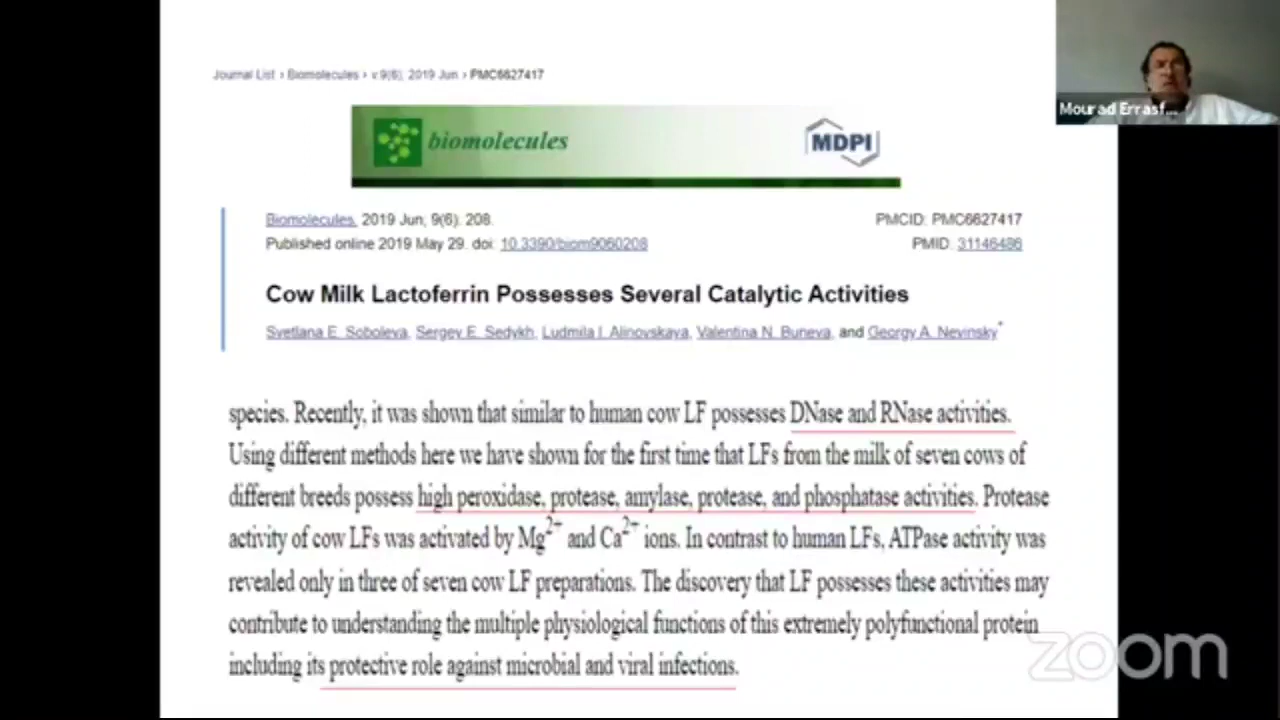 Journal List > Biomolecules > v.9(6); 2019 Jun > PMC6627417
Mourad Errasf...
biomolecules
MDPI
Biomolecules. 2019 Jun; 9(6): 208.
PMCID: PMC6627417
Published online 2019 May 29. doi: 10.3390/biom9060208
PMID: 31146486
Cow Milk Lactoferrin Possesses Several Catalytic Activities
Svetlana E. Soboleva, Sergey E. Sedykh, Ludmila I. Alinovskaya, Valentina N. Buneva, and Georgy A. Nevinsky*
species. Recently, it was shown that similar to human cow LF possesses DNase and RNase activities.
Using different methods here we have shown for the first time that LFs from the milk of seven cows of
different breeds possess high peroxidase, protease, amylase, protease, and phosphatase activities. Protease
activity of cow LFs was activated by Mg2+ and Ca2+ ions. In contrast to human LFs, ATPase activity was
revealed only in three of seven cow LF preparations. The discovery that LF possesses these activities may
contribute to understanding the multiple physiological functions of this extremely polyfunctional protein
including its protective role against microbial and viral infections.
zoom